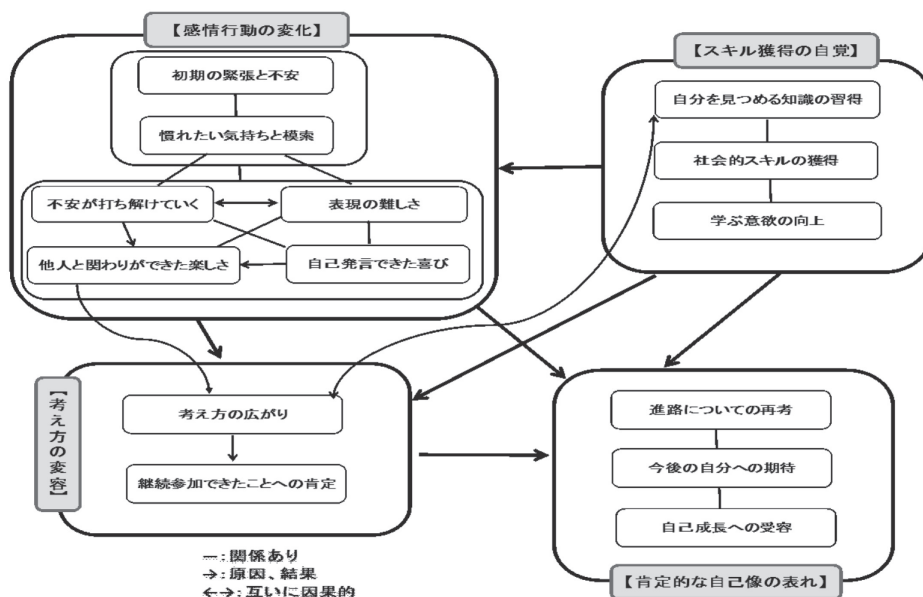 【感情行動の変化】
初期の緊張と不安
慣れたい気持ちと模索
不安が打ち解けていく
表現の難しさ
他人と関わりができた楽しさ
自己発言できた喜び
【スキル獲得の自覚】
自分を見つめる知識の習得
社会的スキルの獲得
学ぶ意欲の向上
【考え方の変容】
考え方の広がり
継続参加できたことへの肯定
進路についての再考
今後の自分への期待
自己成長への受容
【肯定的な自己像の表れ】
―:関係あり
→:原因、結果
←→:互いに因果的